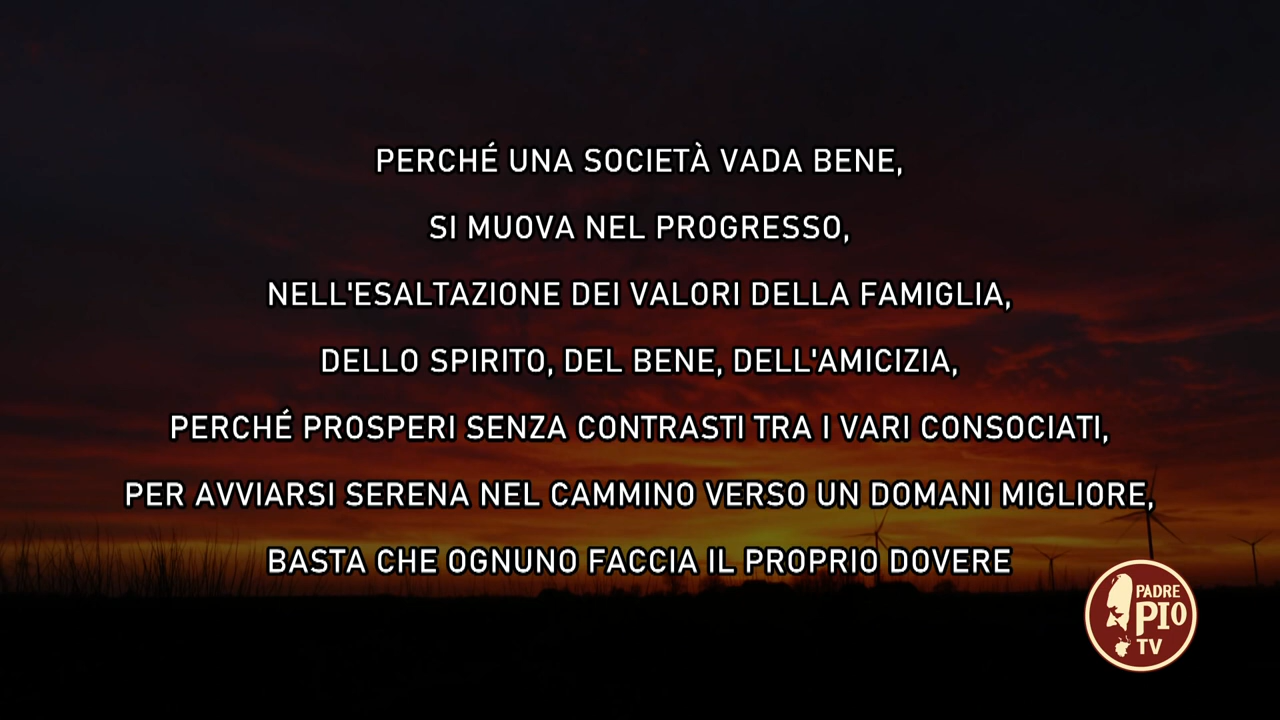 PERCHÉ UNA SOCIETÀ VADA BENE,
SI MUOVA NEL PROGRESSO,
NELL'ESALTAZIONE DEI VALORI DELLA FAMIGLIA,
DELLO SPIRITO, DEL BENE, DELL'AMICIZIA,
PERCHÉ PROSPERI SENZA CONTRASTI TRA I VARI CONSOCIATI,
PER AVVIARSI SERENA NEL CAMMINO VERSO UN DOMANI MIGLIORE,
BASTA CHE OGNUNO FACCIA IL PROPRIO DOVERE
PADRE
PIO
TV